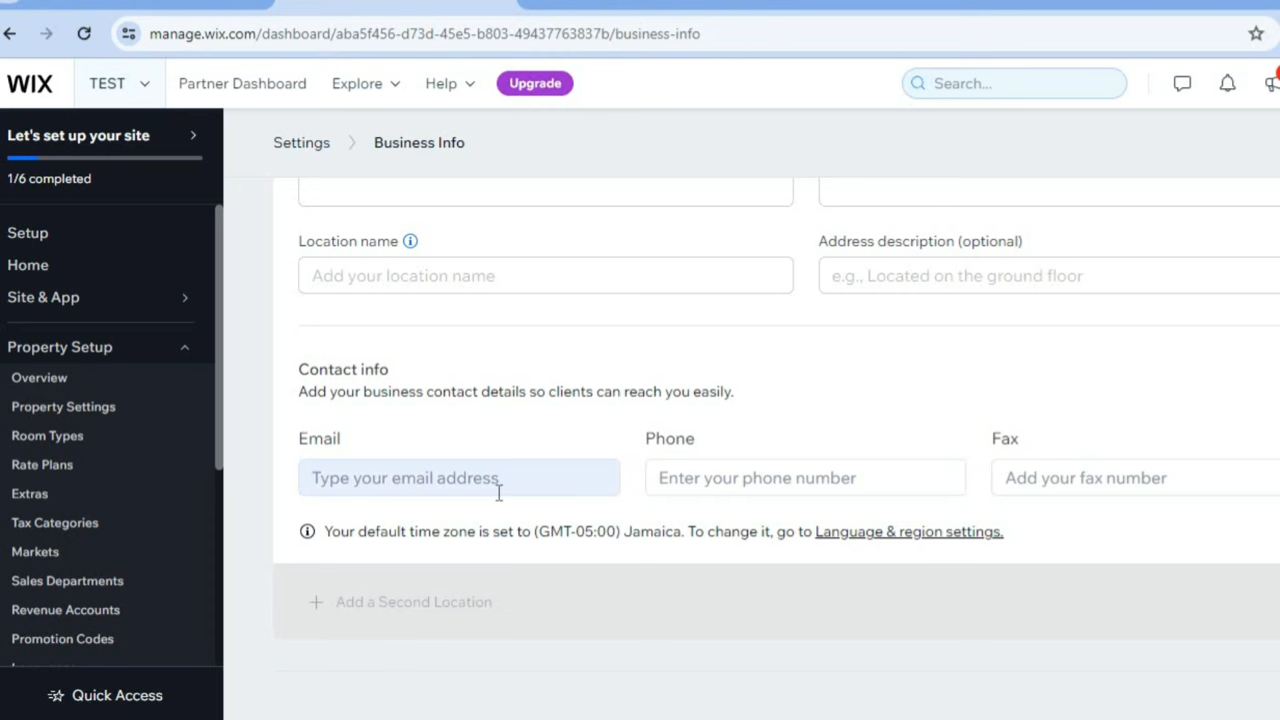 manage.wix.com/dashboard/aba5f456-d73d-45e5-b803-49437763837b/business-info
WIX TEST Partner Dashboard Explore Help Upgrade Search...
Let's set up your site
1/6 completed
Settings Business Info
Setup
Home
Site & App
Property Setup
Overview
Property Settings
Room Types
Rate Plans
Extras
Tax Categories
Markets
Sales Departments
Revenue Accounts
Promotion Codes
Quick Access
Location name Address description (optional)
Add your location name e.g., Located on the ground floor
Contact info
Add your business contact details so clients can reach you easily.
Email Phone Fax
Type your email address Enter your phone number Add your fax number
Your default time zone is set to (GMT-05:00) Jamaica. To change it, go to Language & region settings.
+ Add a Second Location